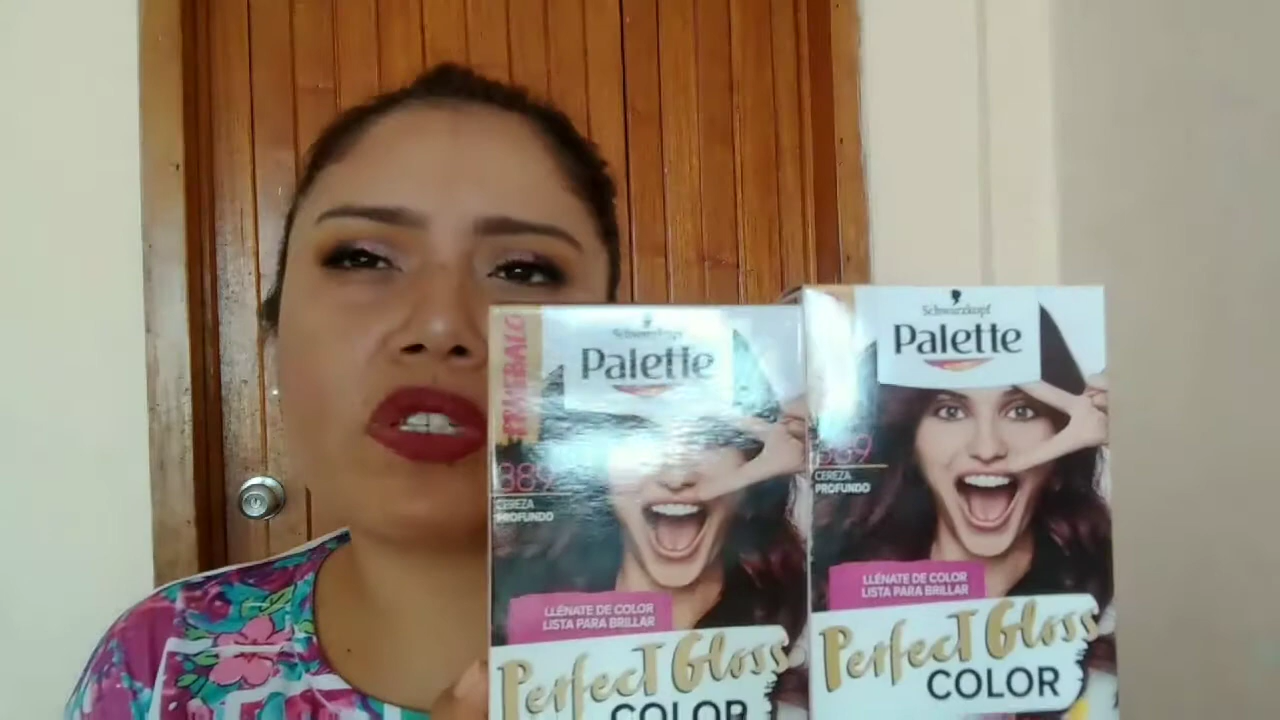 #PRUÉBALO
Schwarzkopf
Palette
889
CEREZA
PROFUNDO
LLÉNATE DE COLOR
LISTA PARA BRILLAR
Perfect Gloss
COLOR
Schwarzkopf
Palette
889
CEREZA
PROFUNDO
LLÉNATE DE COLOR
LISTA PARA BRILLAR
Perfect Gloss
COLOR